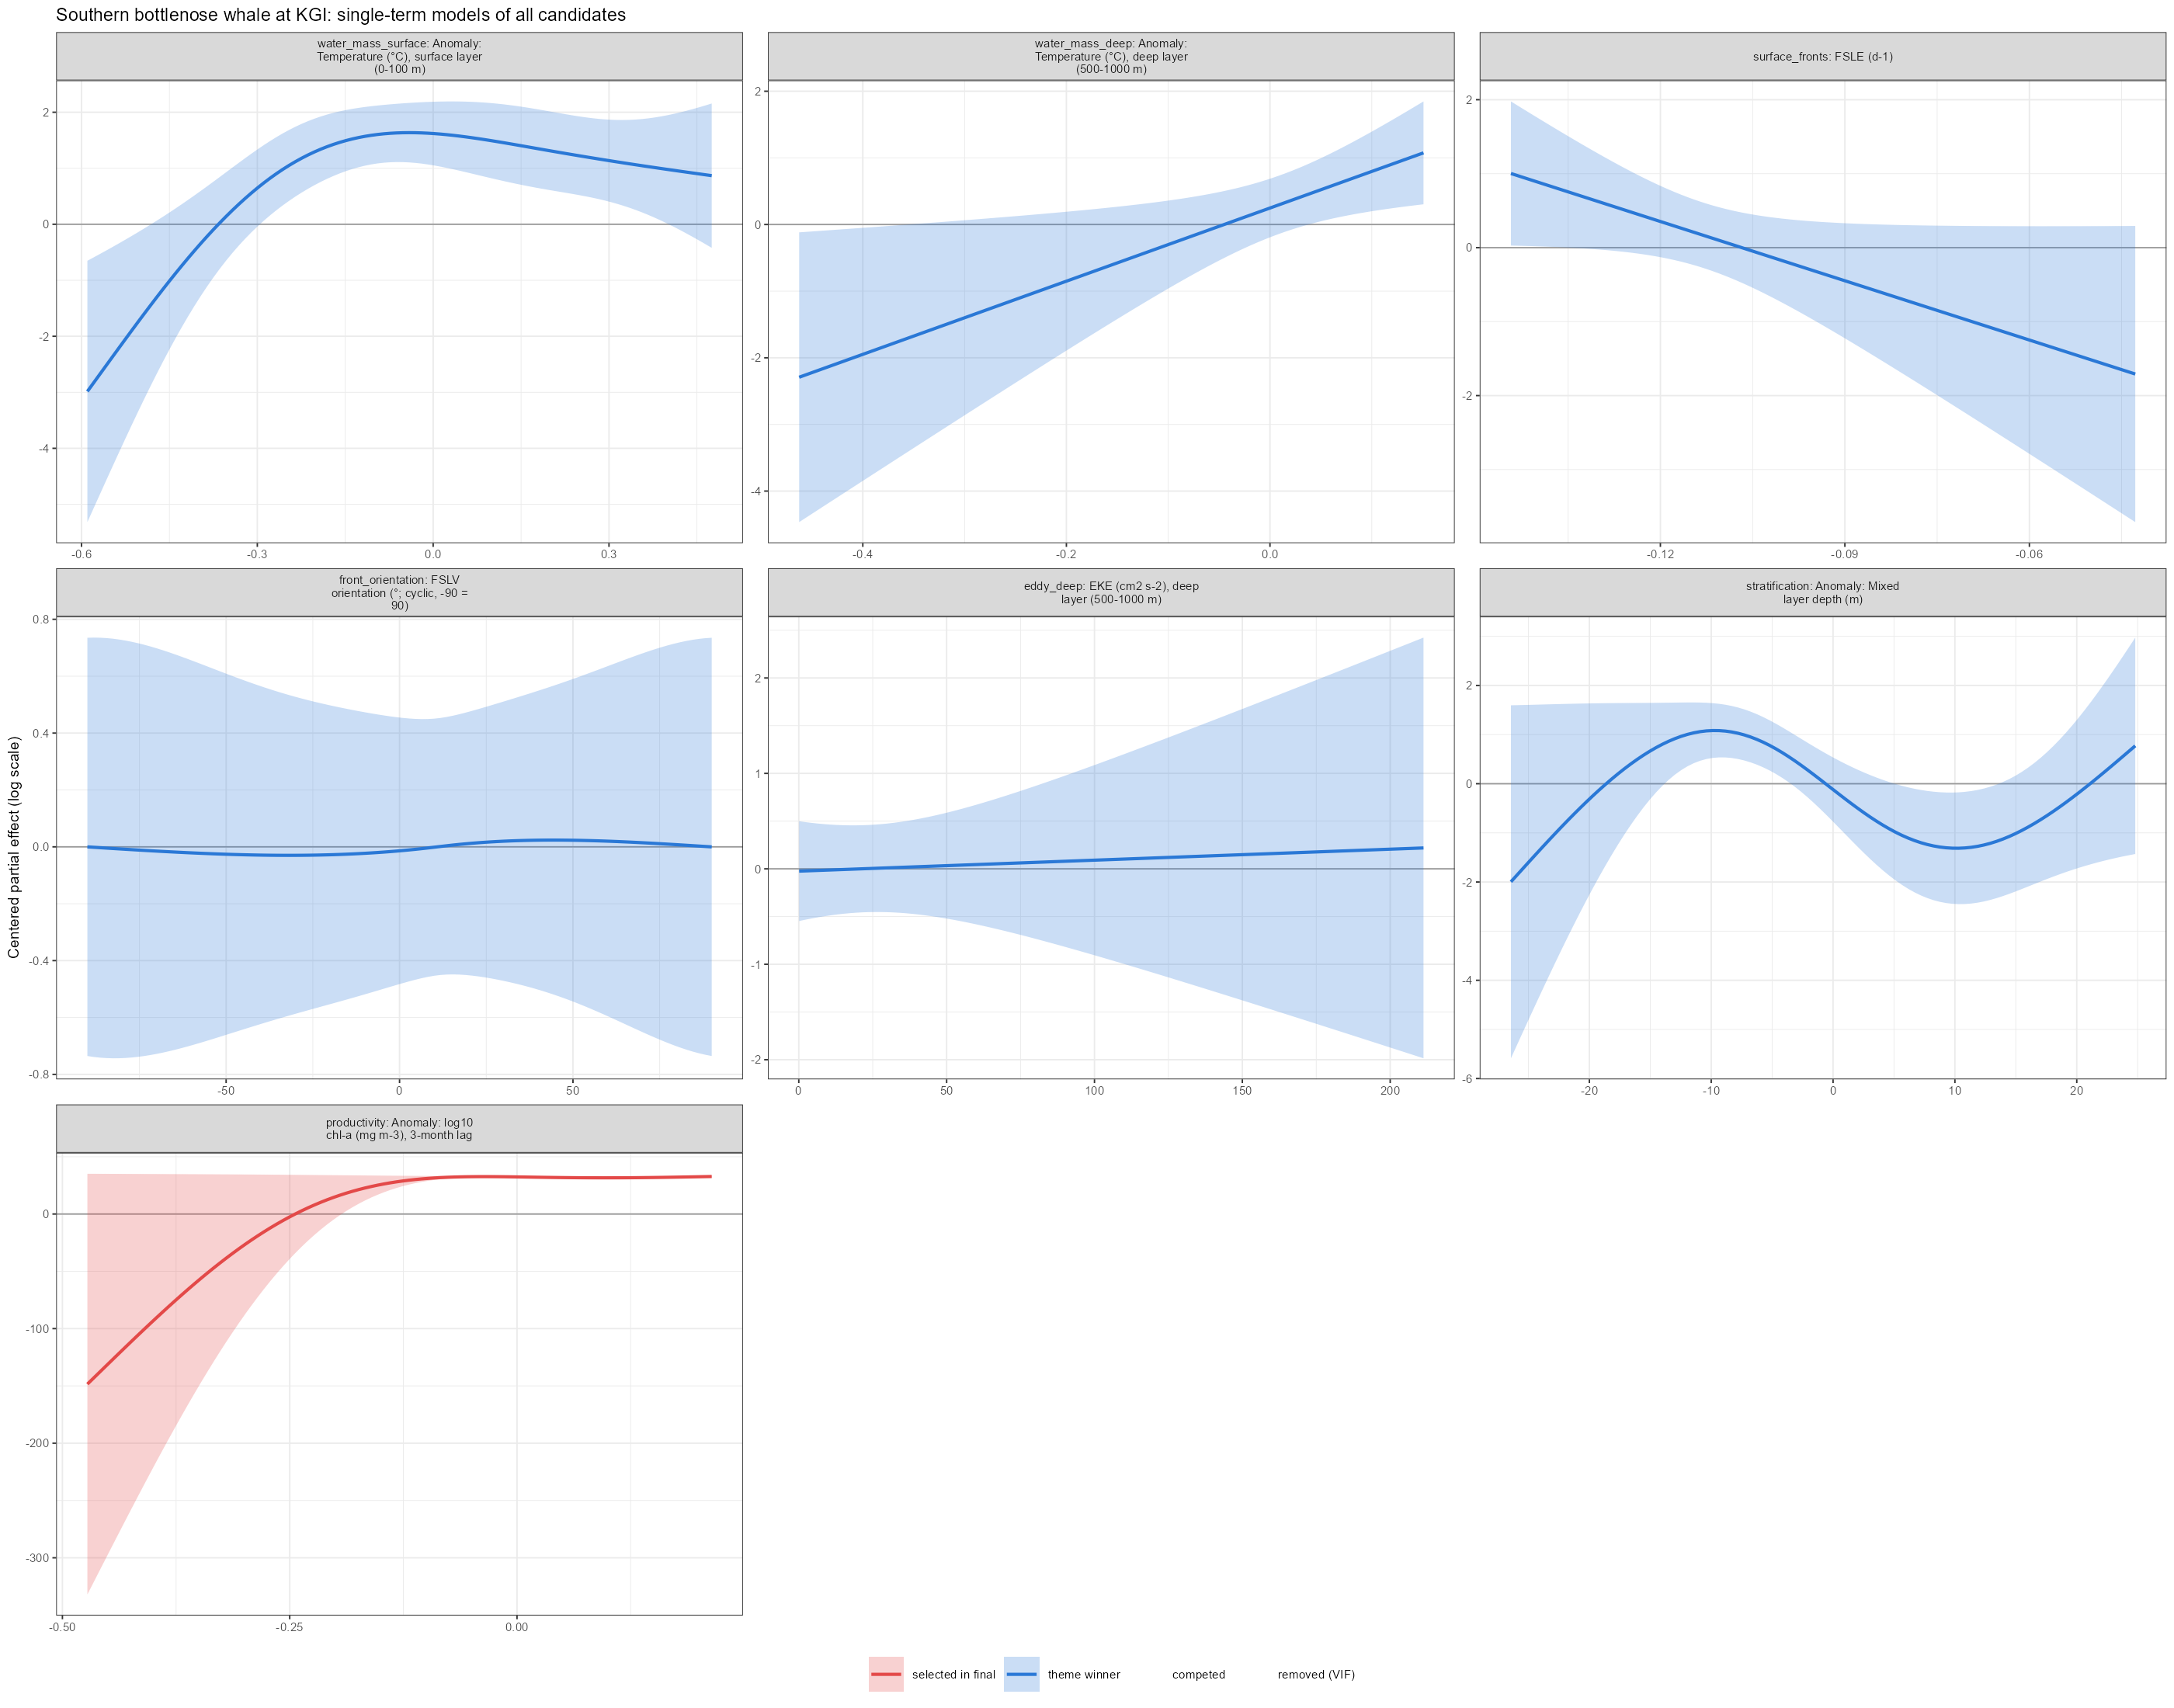 Southern bottlenose whale at KGI: single-term models of all candidates
water_mass_surface: Anomaly:
Temperature (°C), surface layer
(0-100 m)
water_mass_deep: Anomaly:
Temperature (°C), deep layer
(500-1000 m)
surface_fronts: FSLE (d-1)
2
0
-2
-4
-0.6
-0.3
0.0
0.3
2
0
-2
-4
-0.4
-0.2
0.0
2
0
-2
-0.12
-0.09
-0.06
front_orientation: FSLV
orientation (°; cyclic, -90 =
90)
eddy_deep: EKE (cm2 s-2), deep
layer (500-1000 m)
stratification: Anomaly: Mixed
layer depth (m)
Centered partial effect (log scale)
0.8
0.4
0.0
-0.4
-0.8
-50
0
50
2
1
0
-1
-2
0
50
100
150
200
2
0
-2
-4
-6
-20
-10
0
10
20
productivity: Anomaly: log10
chl-a (mg m-3), 3-month lag
0
-100
-200
-300
-0.50
-0.25
0.00
selected in final
theme winner
competed
removed (VIF)